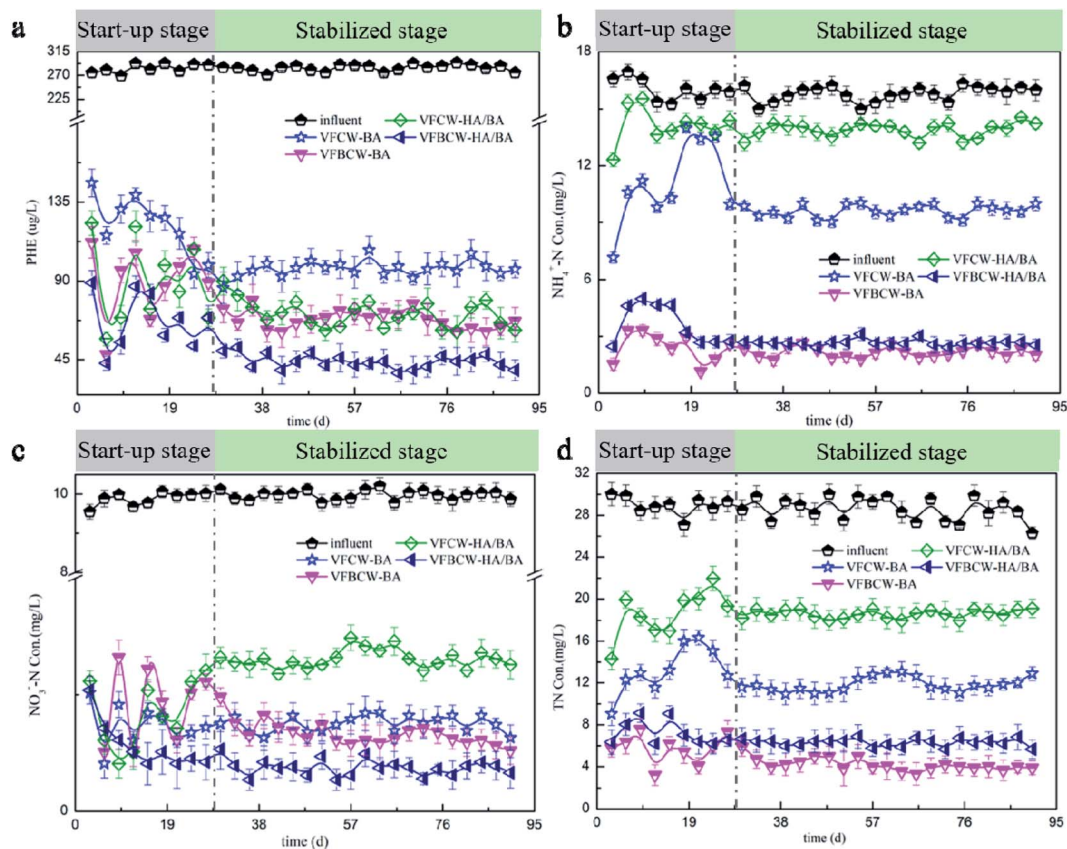 a
Start-up stage
Stabilized stage
315
270
225
135
90
45
PHE (ug/L)
influent
VFCW-HA/BA
VFCW-BA
VFBCW-HA/BA
VFBCW-BA
0
19
38
57
76
95
time (d)
b
Start-up stage
Stabilized stage
18
12
6
0
NH₄⁺-N Con.(mg/L)
influent
VFCW-HA/BA
VFCW-BA
VFBCW-HA/BA
VFBCW-BA
0
19
38
57
76
95
time (d)
c
Start-up stage
Stabilized stage
10
8
0
NO₃⁻-N Con.(mg/L)
influent
VFCW-HA/BA
VFCW-BA
VFBCW-HA/BA
VFBCW-BA
0
19
38
57
76
95
time (d)
d
Start-up stage
Stabilized stage
32
28
24
20
16
12
8
4
0
TN Con.(mg/L)
influent
VFCW-HA/BA
VFCW-BA
VFBCW-HA/BA
VFBCW-BA
0
19
38
57
76
95
time (d)